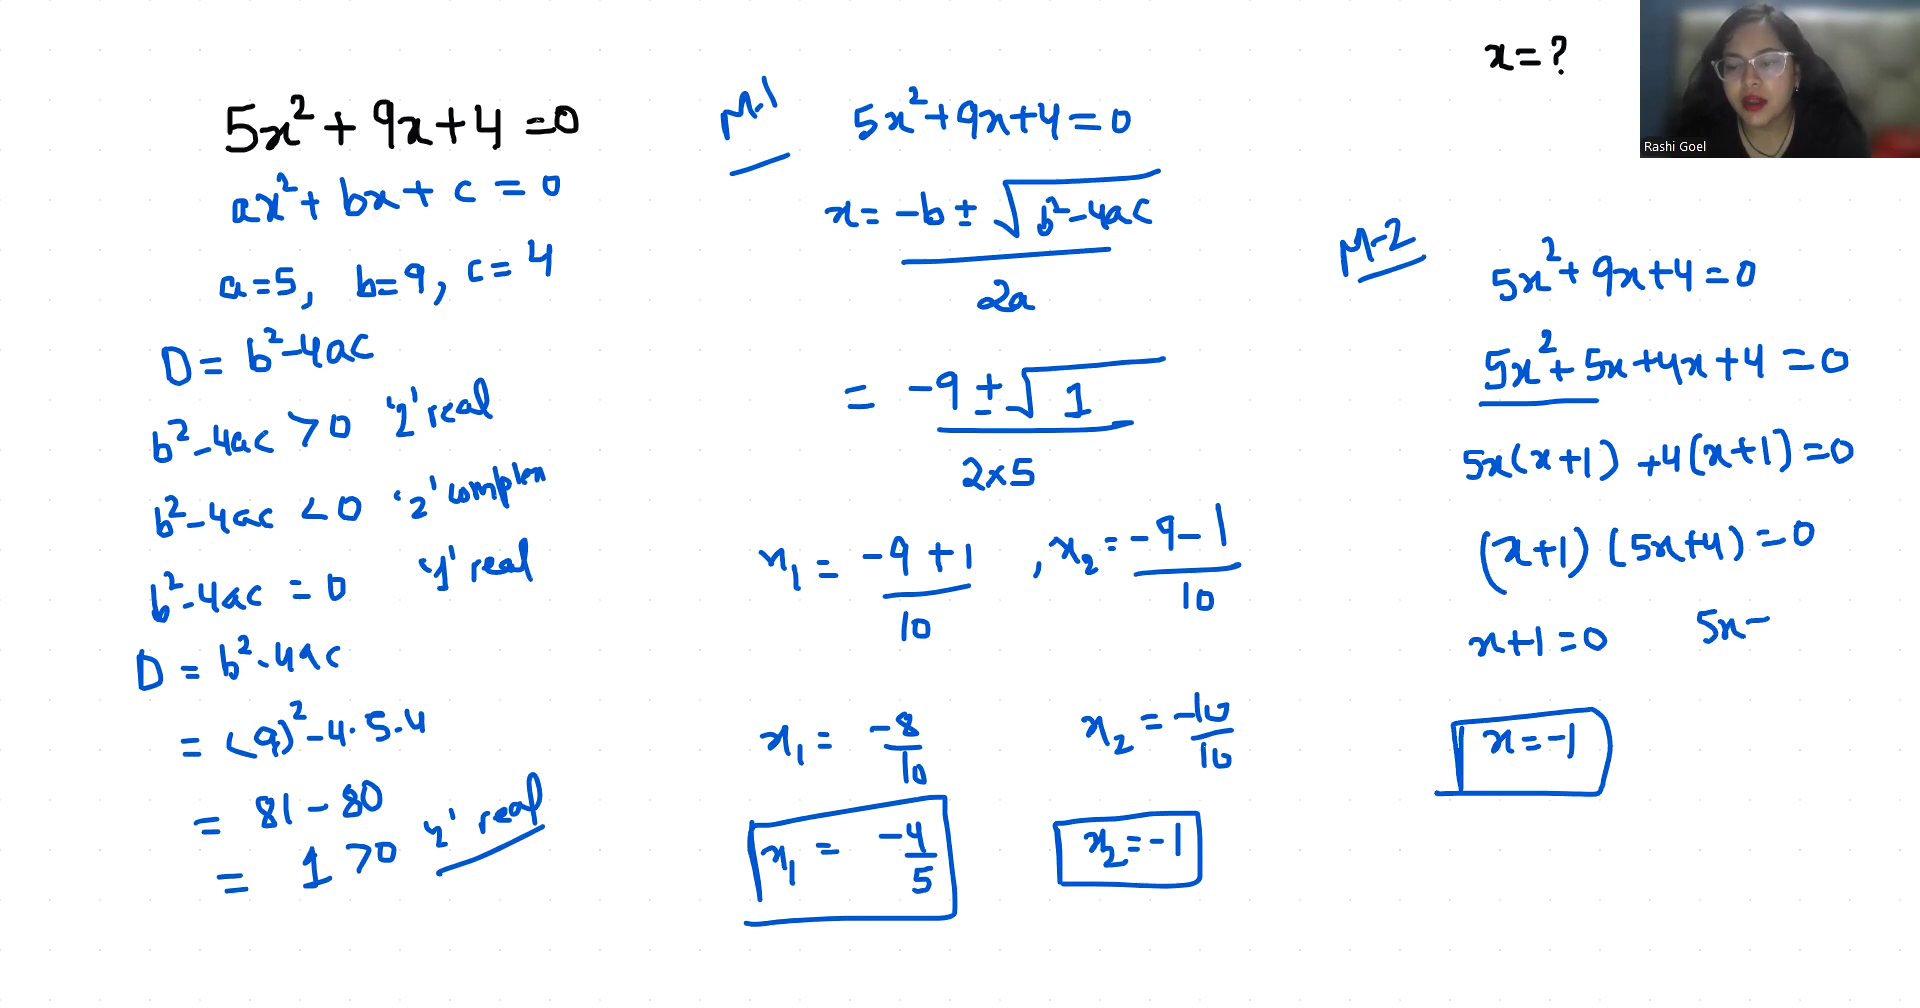 x=?
Rashi Goel
5x²+9x+4=0
ax²+bx+c=0
a=5, b=9, c=4
D=b²-4ac
b²-4ac >0 '2' real
b²-4ac <0 '2' complex
b²-4ac =0 '1' real
D = b²-4ac
= (9)²-4·5·4
= 81-80
= 1 >0 '2' real
M-1
5x²+9x+4=0
x= -b±√b²-4ac
2a
= -9±√1
2×5
x₁ = -9+1 , x₂ = -9-1
10 10
x₁ = -8 x₂ = -10
10 10
x₁ = -4 x₂=-1
5
M-2
5x²+9x+4=0
5x²+5x+4x+4=0
5x(x+1) +4(x+1)=0
(x+1) (5x+4)=0
x+1=0 5x-
x=-1